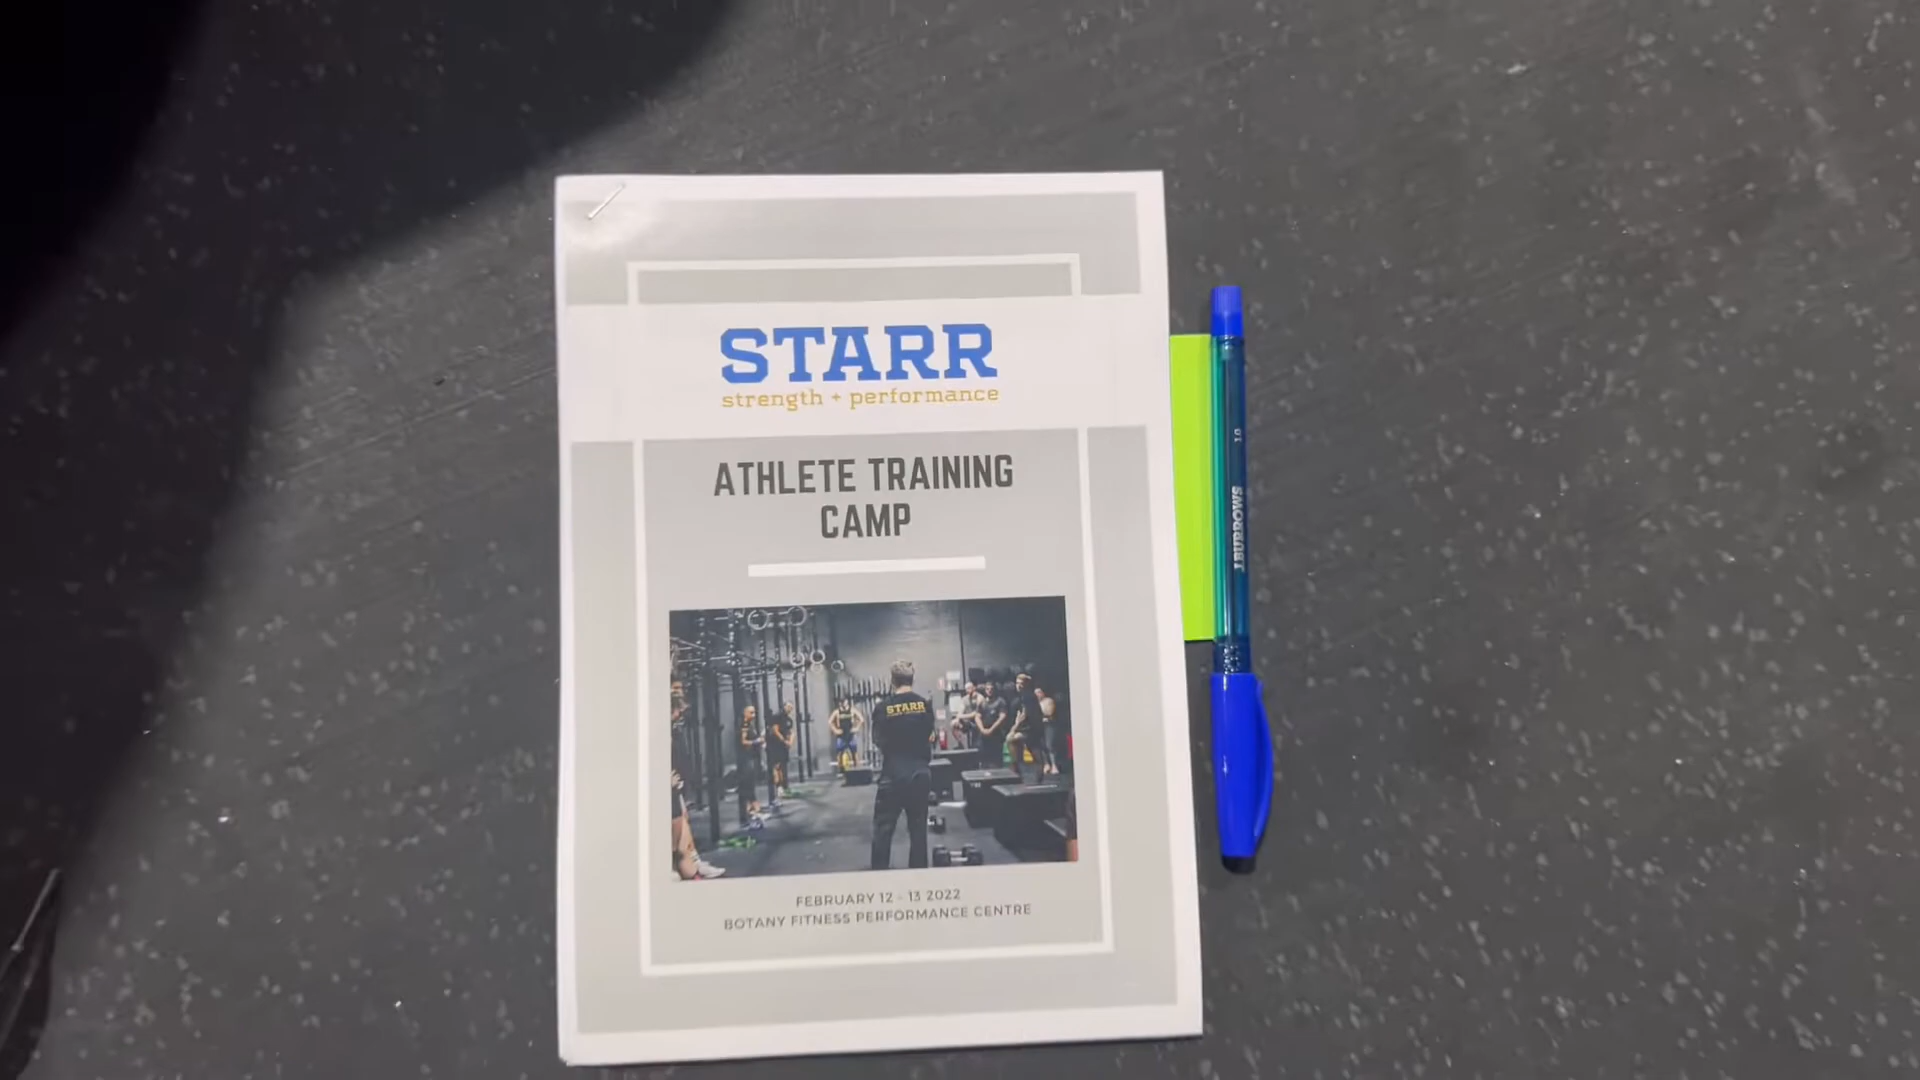 STARR
strength + performance
ATHLETE TRAINING
CAMP
STARR
FEBRUARY 12 - 13 2022
BOTANY FITNESS PERFORMANCE CENTRE
1.0
J.BURROWS